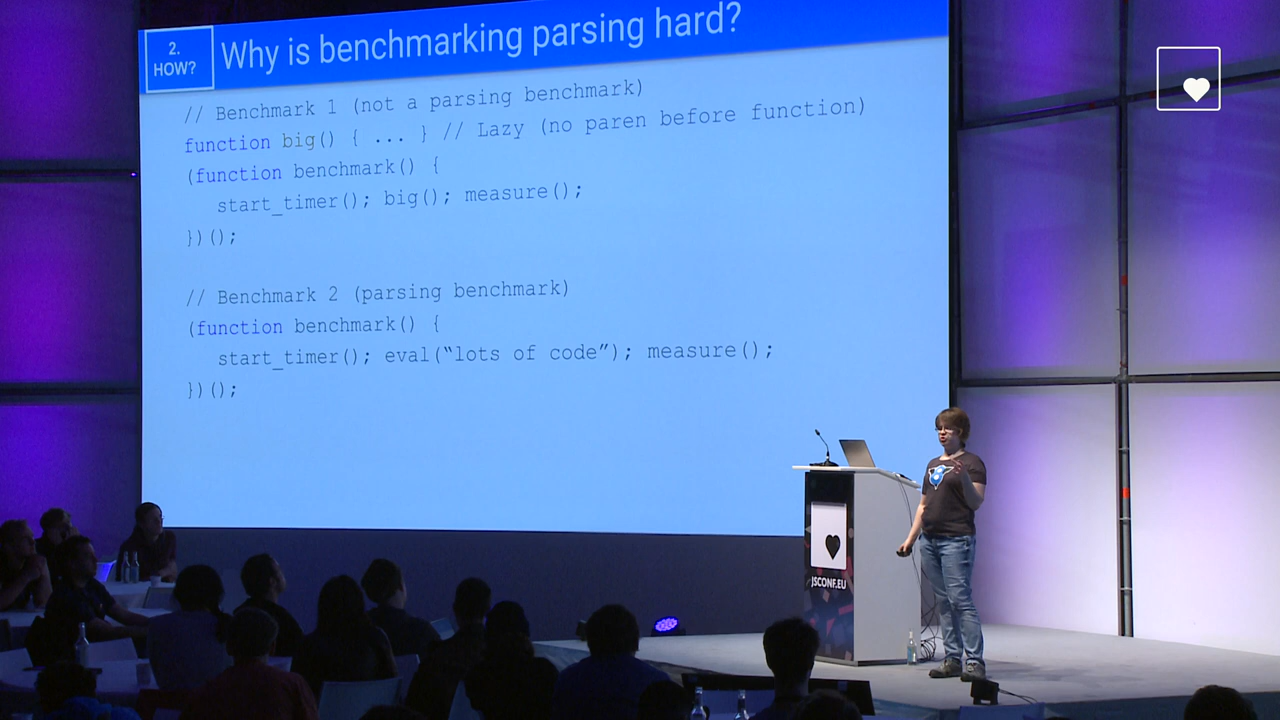 2.
HOW?
Why is benchmarking parsing hard?
// Benchmark 1 (not a parsing benchmark)
function big() { ... } // Lazy (no paren before function)
(function benchmark() {
start_timer(); big(); measure();
})();
// Benchmark 2 (parsing benchmark)
(function benchmark() {
start_timer(); eval(“lots of code”); measure();
})();
JSCONF.EU